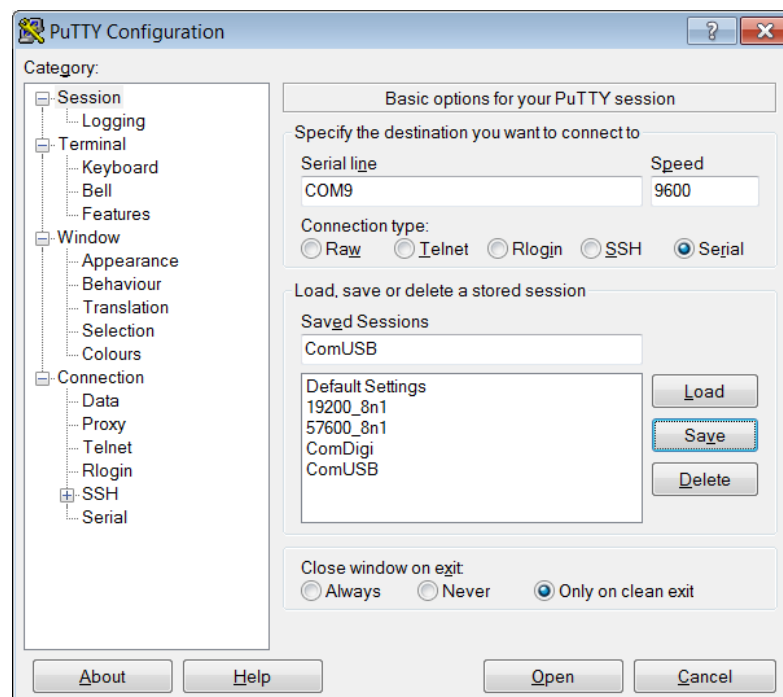 PuTTY Configuration
Category:
Session
Logging
Terminal
Keyboard
Bell
Features
Window
Appearance
Behaviour
Translation
Selection
Colours
Connection
Data
Proxy
Telnet
Rlogin
SSH
Serial
Basic options for your PuTTY session
Specify the destination you want to connect to
Serial line Speed
COM9 9600
Connection type:
Raw Telnet Rlogin SSH Serial
Load, save or delete a stored session
Saved Sessions
ComUSB
Default Settings
19200_8n1
57600_8n1
ComDigi
ComUSB
Load
Save
Delete
Close window on exit:
Always Never Only on clean exit
About Help Open Cancel